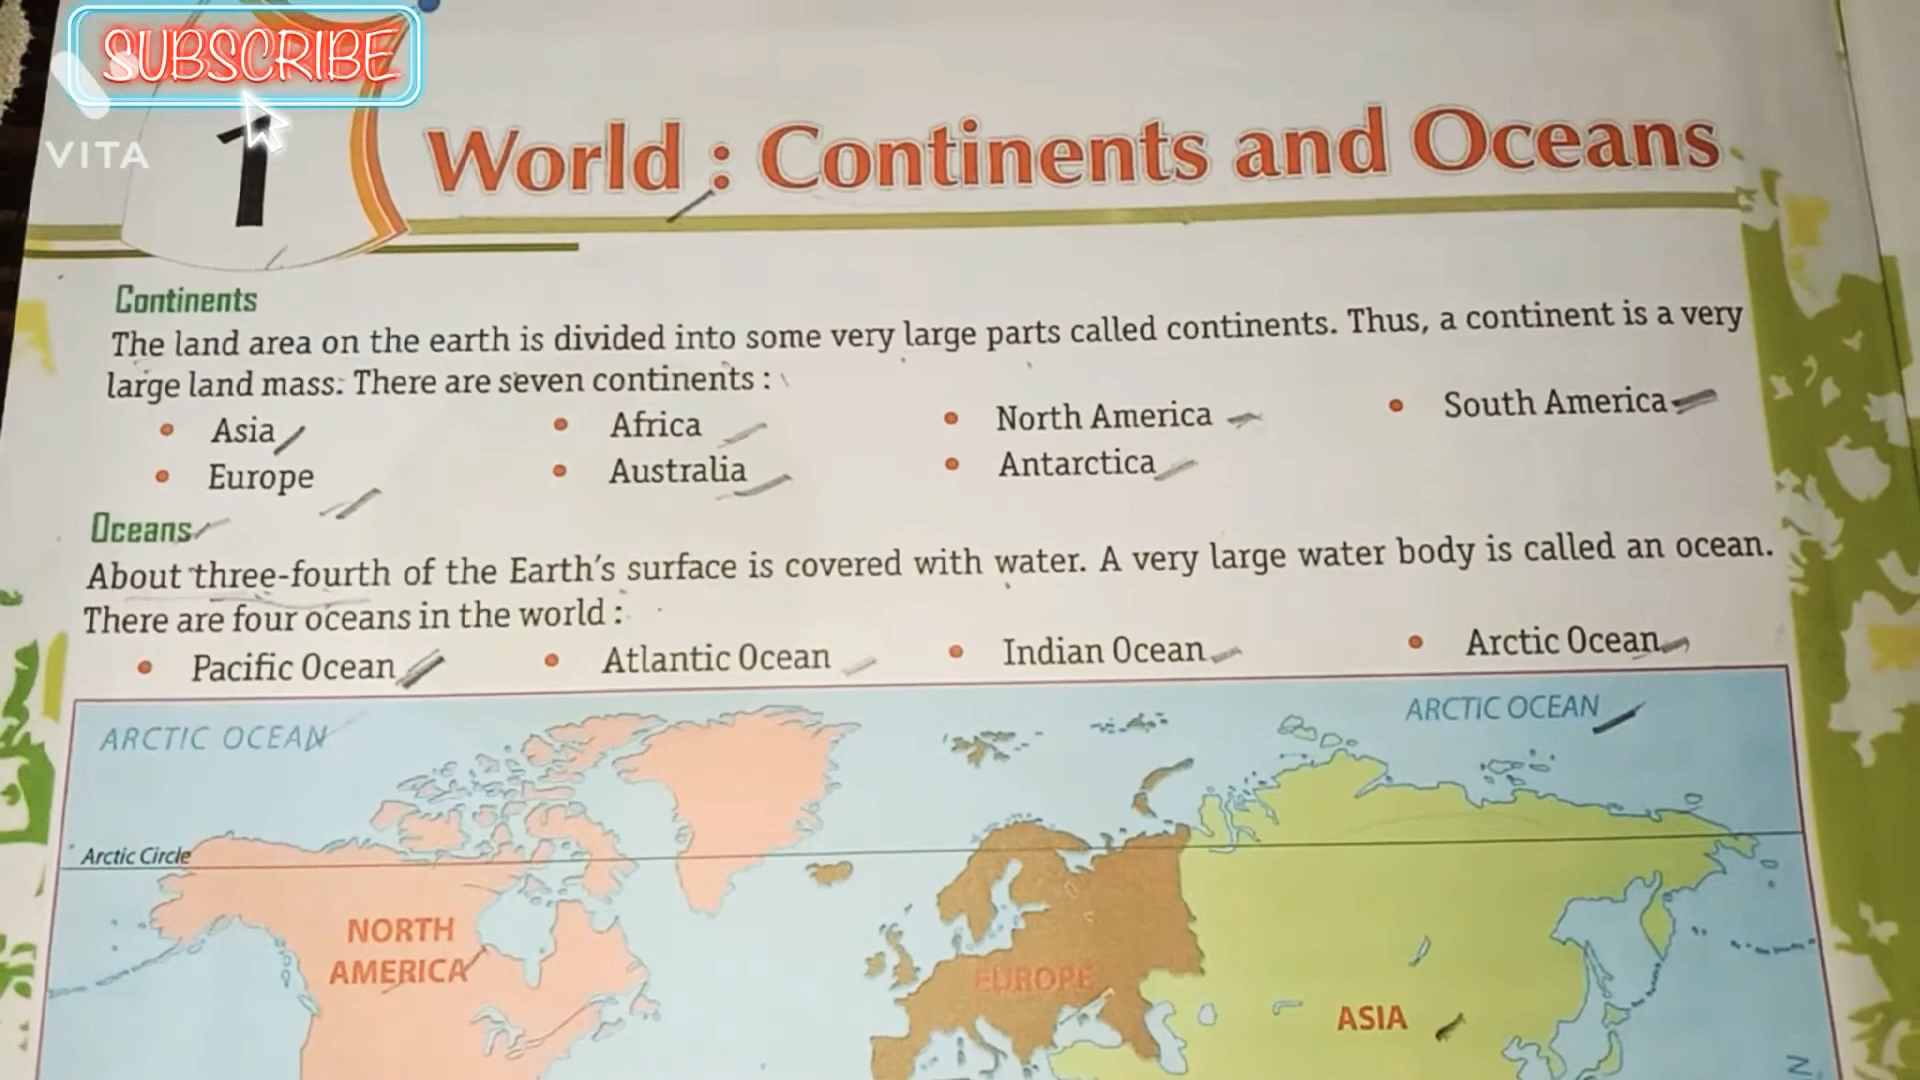 SUBSCRIBE
VITA
1
World : Continents and Oceans
Continents
The land area on the earth is divided into some very large parts called continents. Thus, a continent is a very
large land mass. There are seven continents :
• Asia • Africa • North America • South America
• Europe • Australia • Antarctica
Oceans
About three-fourth of the Earth's surface is covered with water. A very large water body is called an ocean.
There are four oceans in the world :
• Pacific Ocean • Atlantic Ocean • Indian Ocean • Arctic Ocean
ARCTIC OCEAN ARCTIC OCEAN
Arctic Circle
NORTH
AMERICA
EUROPE
ASIA